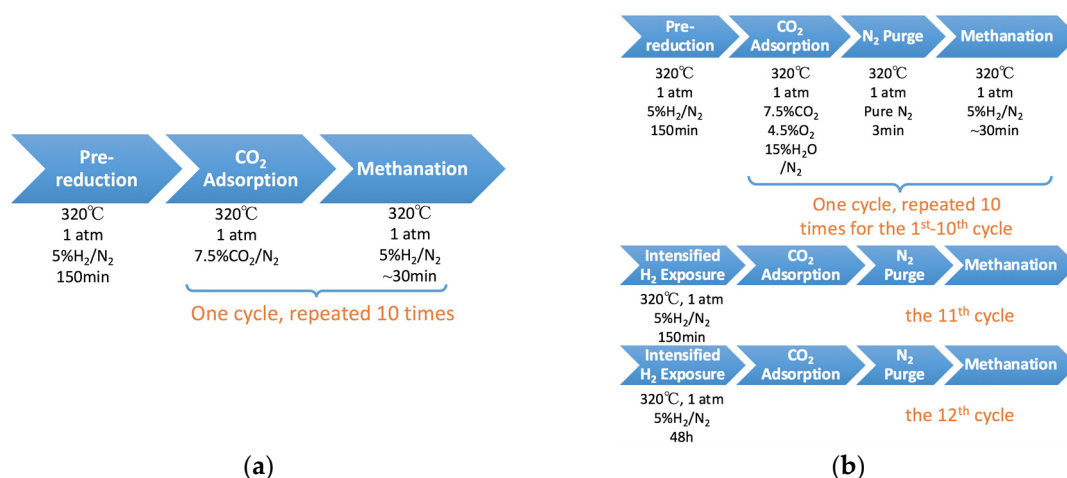 Pre-
reduction
CO₂
Adsorption
Methanation
320℃
1 atm
5%H₂/N₂
150min
320℃
1 atm
7.5%CO₂/N₂
320℃
1 atm
5%H₂/N₂
~30min
One cycle, repeated 10 times
(a)
Pre-
reduction
CO₂
Adsorption
N₂ Purge
Methanation
320℃
1 atm
5%H₂/N₂
150min
320℃
1 atm
7.5%CO₂
4.5%O₂
15%H₂O
/N₂
320℃
1 atm
Pure N₂
3min
320℃
1 atm
5%H₂/N₂
~30min
One cycle, repeated 10
times for the 1st-10th cycle
Intensified
H₂ Exposure
CO₂
Adsorption
N₂
Purge
Methanation
320℃, 1 atm
5%H₂/N₂
150min
the 11th cycle
Intensified
H₂ Exposure
CO₂
Adsorption
N₂
Purge
Methanation
320℃, 1 atm
5%H₂/N₂
48h
the 12th cycle
(b)